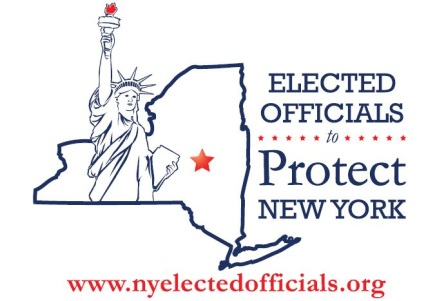 ELECTED
OFFICIALS
to
Protect
NEW YORK
www.nyelectedofficials.org